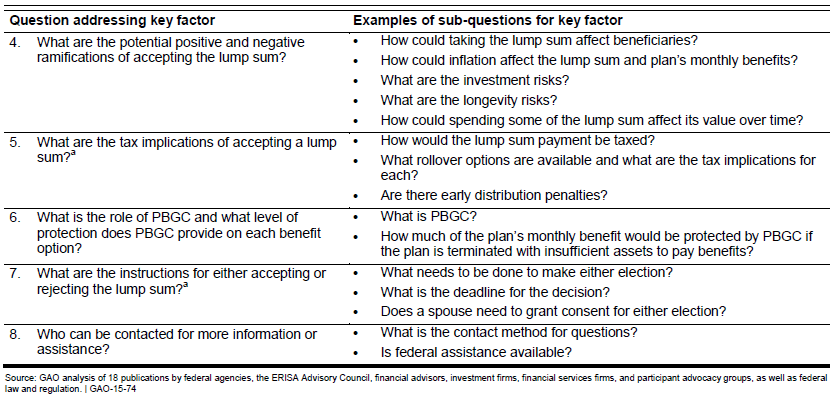 Question addressing key factor
Examples of sub-questions for key factor
4. What are the potential positive and negative
ramifications of accepting the lump sum?
• How could taking the lump sum affect beneficiaries?
• How could inflation affect the lump sum and plan's monthly benefits?
• What are the investment risks?
• What are the longevity risks?
• How could spending some of the lump sum affect its value over time?
5. What are the tax implications of accepting a lump
sum?a
• How would the lump sum payment be taxed?
• What rollover options are available and what are the tax implications for
each?
• Are there early distribution penalties?
6. What is the role of PBGC and what level of
protection does PBGC provide on each benefit
option?
• What is PBGC?
• How much of the plan's monthly benefit would be protected by PBGC if
the plan is terminated with insufficient assets to pay benefits?
7. What are the instructions for either accepting or
rejecting the lump sum?a
• What needs to be done to make either election?
• What is the deadline for the decision?
• Does a spouse need to grant consent for either election?
8. Who can be contacted for more information or
assistance?
• What is the contact method for questions?
• Is federal assistance available?
Source: GAO analysis of 18 publications by federal agencies, the ERISA Advisory Council, financial advisors, investment firms, financial services firms, and participant advocacy groups, as well as federal
law and regulation. | GAO-15-74